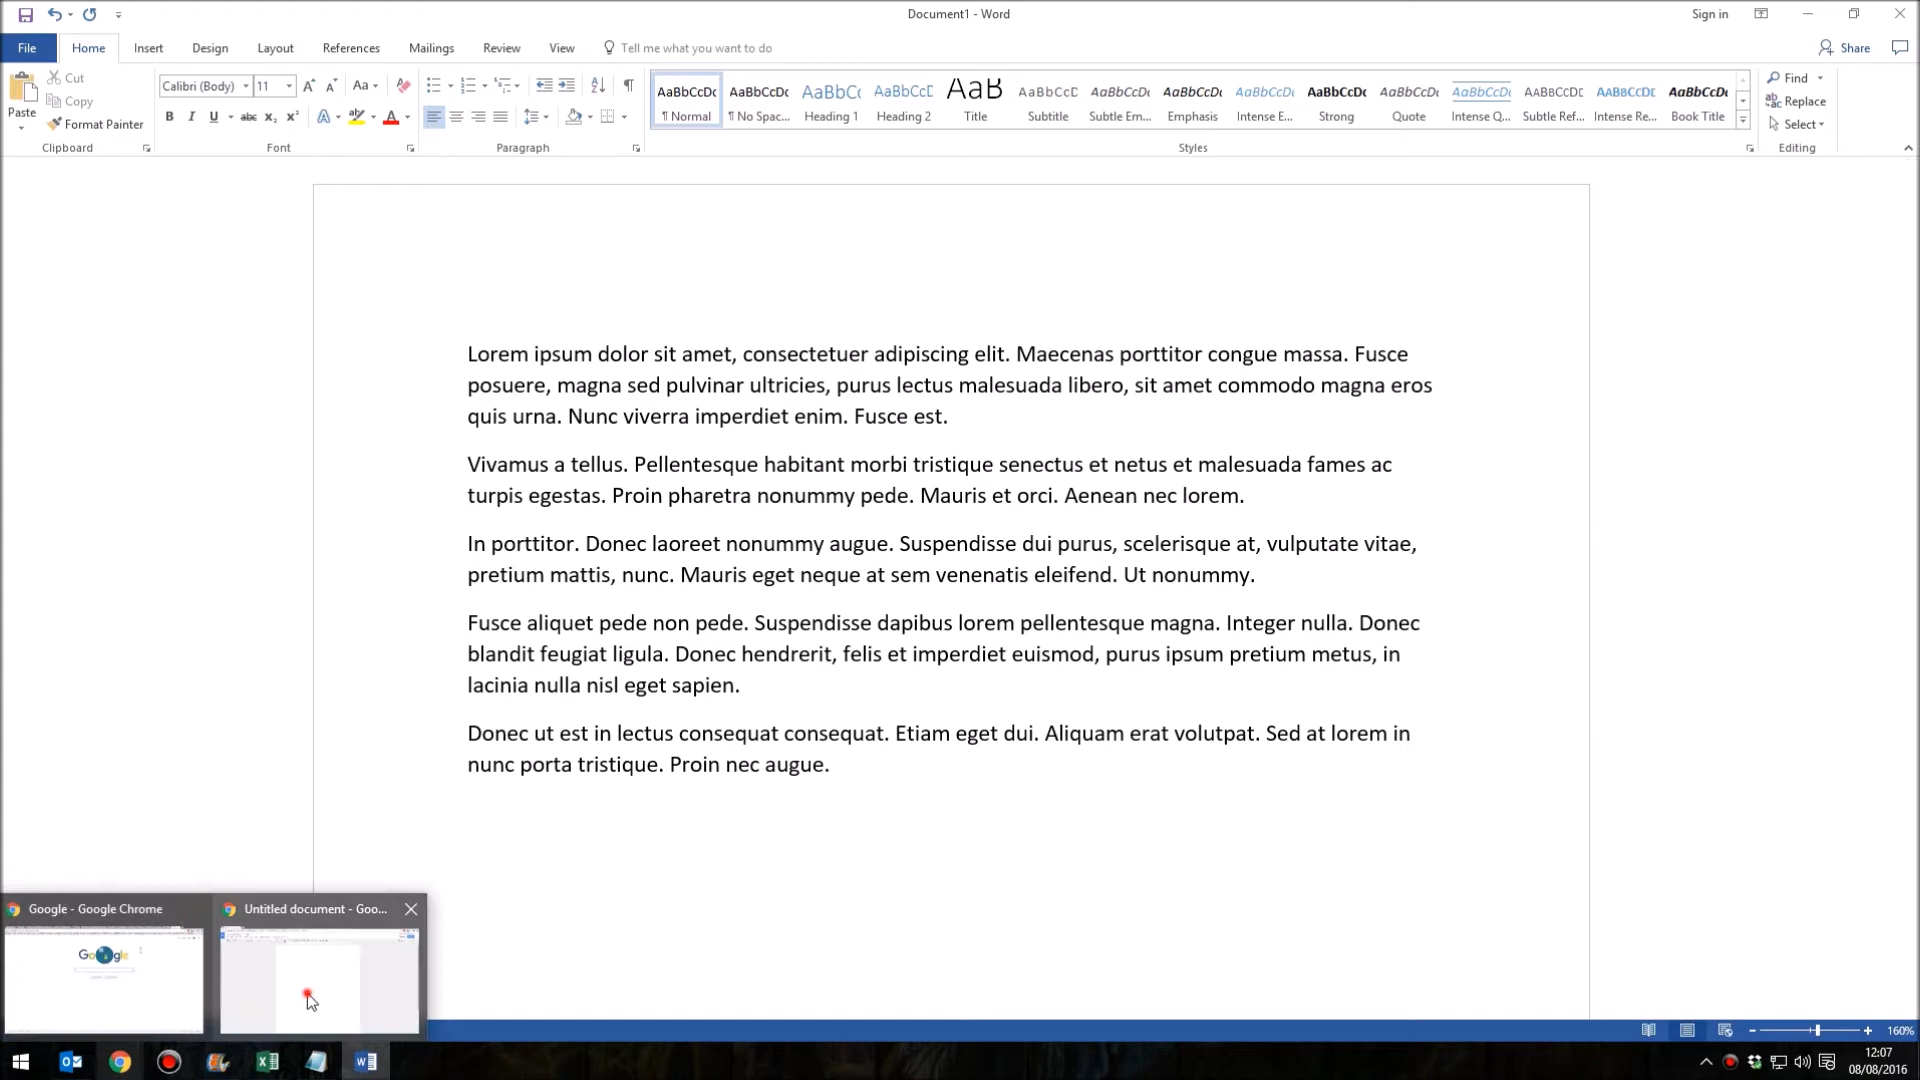 Document1 - Word
Sign in
File
Home
Insert
Design
Layout
References
Mailings
Review
View
Tell me what you want to do
Share
Paste
Cut
Copy
Format Painter
Clipboard
Calibri (Body)
11
Font
Paragraph
AaBbCcDc
¶ Normal
AaBbCcDc
¶ No Spac...
AaBbC(
Heading 1
AaBbCcE
Heading 2
AaB
Title
AaBbCcC
Subtitle
AaBbCcDc
Subtle Em...
AaBbCcDc
Emphasis
AaBbCcDc
Intense E...
AaBbCcDc
Strong
AaBbCcDc
Quote
AaBbCcDc
Intense Q...
AABBCCDE
Subtle Ref...
AABBCCDE
Intense Re...
AaBbCcDc
Book Title
Styles
Find
Replace
Select
Editing
Lorem ipsum dolor sit amet, consectetuer adipiscing elit. Maecenas porttitor congue massa. Fusce
posuere, magna sed pulvinar ultricies, purus lectus malesuada libero, sit amet commodo magna eros
quis urna. Nunc viverra imperdiet enim. Fusce est.
Vivamus a tellus. Pellentesque habitant morbi tristique senectus et netus et malesuada fames ac
turpis egestas. Proin pharetra nonummy pede. Mauris et orci. Aenean nec lorem.
In porttitor. Donec laoreet nonummy augue. Suspendisse dui purus, scelerisque at, vulputate vitae,
pretium mattis, nunc. Mauris eget neque at sem venenatis eleifend. Ut nonummy.
Fusce aliquet pede non pede. Suspendisse dapibus lorem pellentesque magna. Integer nulla. Donec
blandit feugiat ligula. Donec hendrerit, felis et imperdiet euismod, purus ipsum pretium metus, in
lacinia nulla nisl eget sapien.
Donec ut est in lectus consequat consequat. Etiam eget dui. Aliquam erat volutpat. Sed at lorem in
nunc porta tristique. Proin nec augue.
Google - Google Chrome
Untitled document - Goo...
160%
12:07
08/08/2016